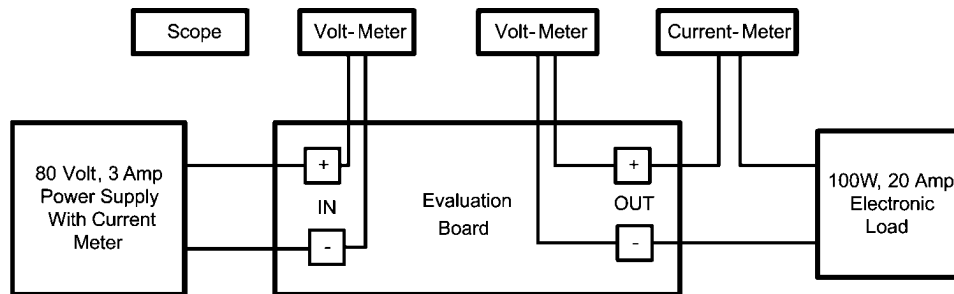 Scope
Volt-Meter
Volt-Meter
Current-Meter
80 Volt, 3 Amp
Power Supply
With Current
Meter
+
IN
-
Evaluation
Board
+
OUT
-
100W, 20 Amp
Electronic
Load